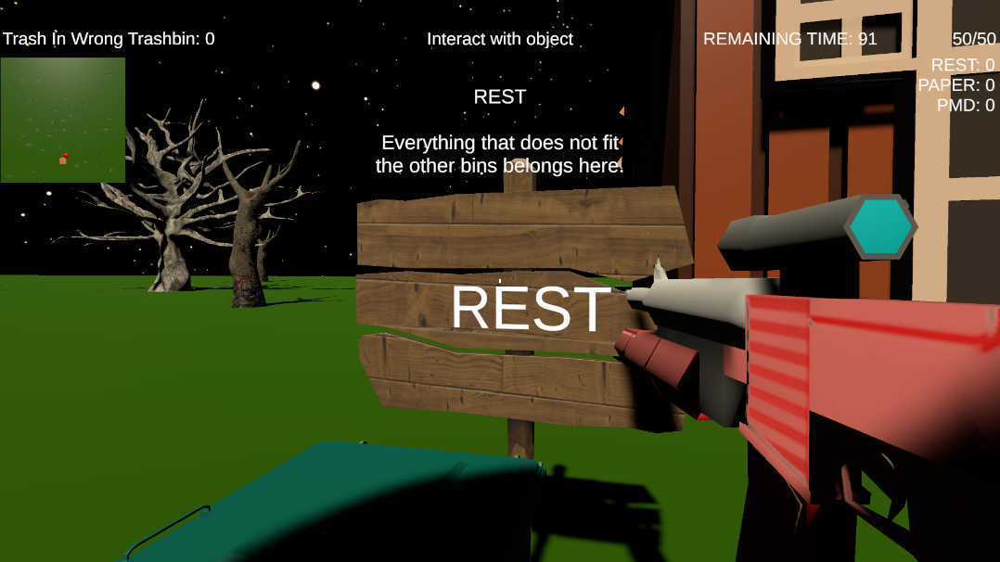 Trash In Wrong Trashbin: 0
Interact with object
REMAINING TIME: 91
50/50
REST: 0
PAPER: 0
PMD: 0
REST
Everything that does not fit
the other bins belongs here!
REST